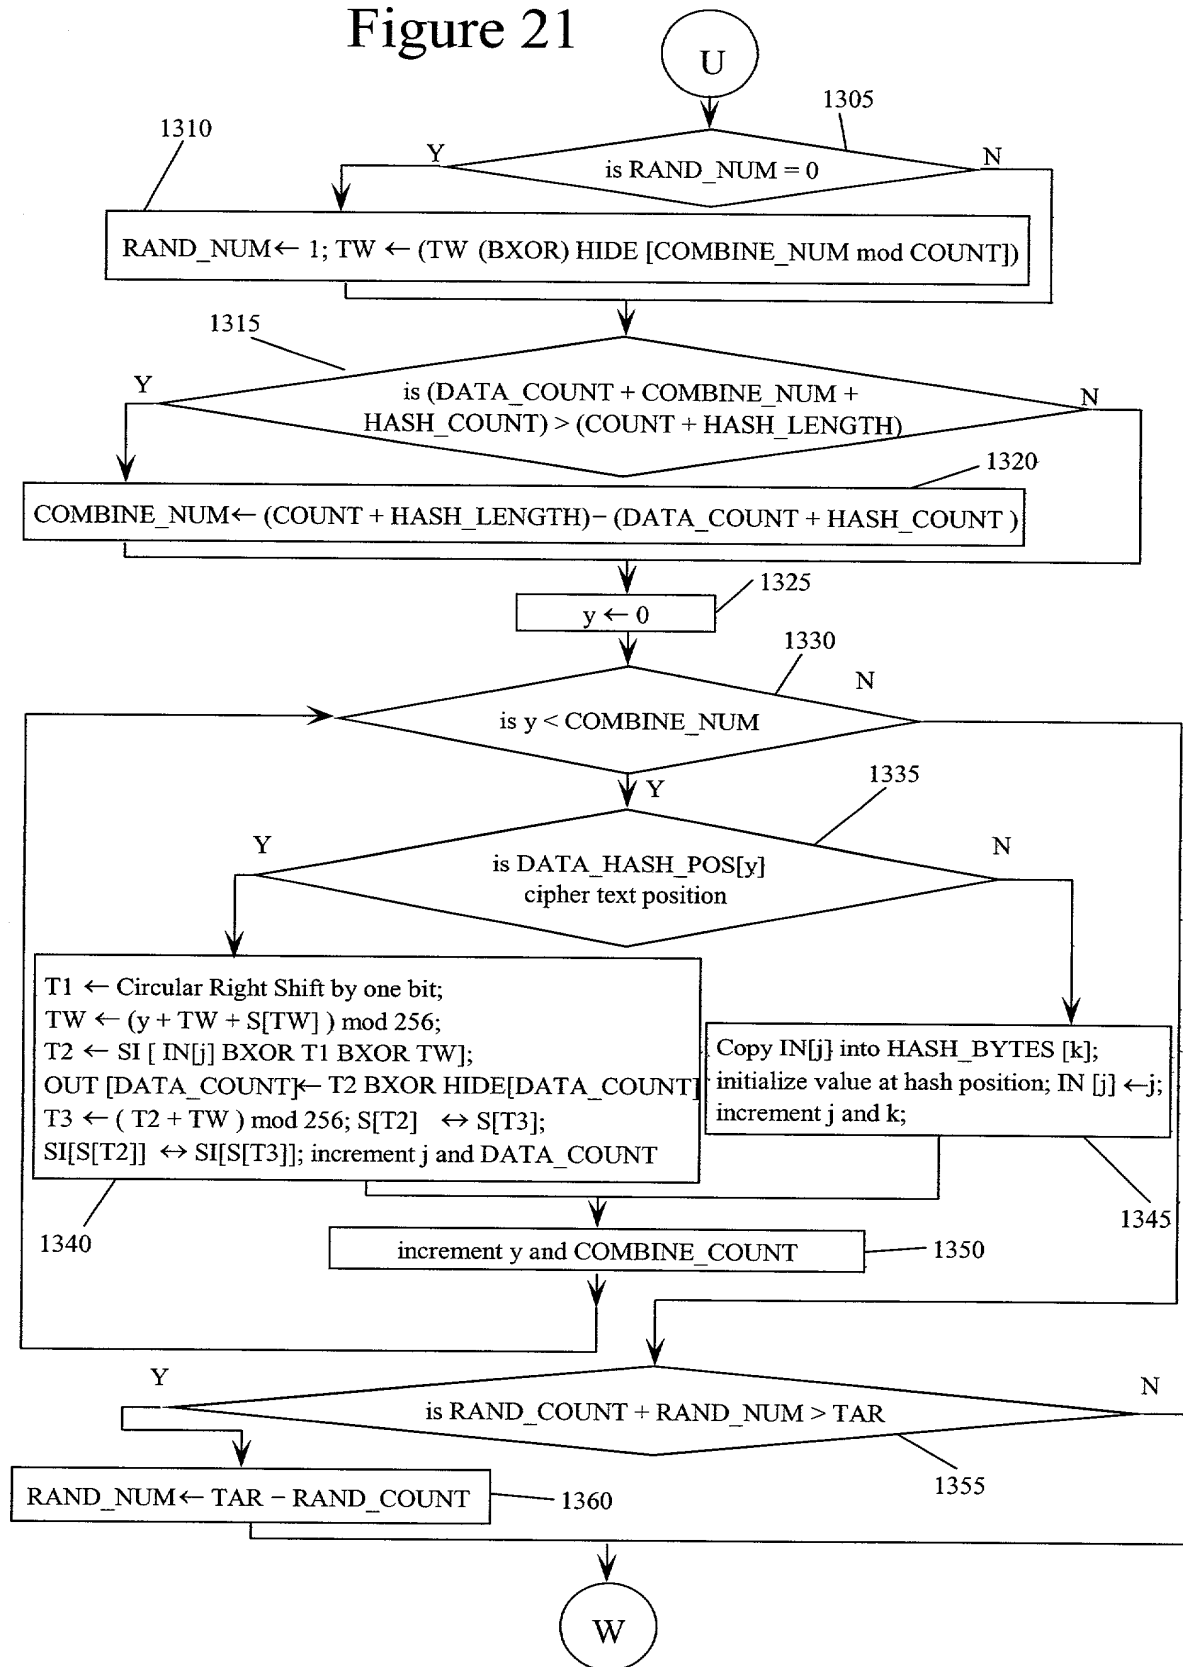 Figure 21
U
1305
1310
Y
N
is RAND_NUM = 0
RAND_NUM← 1; TW ← (TW (BXOR) HIDE [COMBINE_NUM mod COUNT])
1315
Y
N
is (DATA_COUNT + COMBINE_NUM +
HASH_COUNT) > (COUNT + HASH_LENGTH)
1320
COMBINE_NUM← (COUNT + HASH_LENGTH)− (DATA_COUNT + HASH_COUNT )
1325
y ← 0
1330
N
is y < COMBINE_NUM
Y
1335
Y
N
is DATA_HASH_POS[y]
cipher text position
T1 ← Circular Right Shift by one bit;
TW ← (y + TW + S[TW] ) mod 256;
T2 ← SI [ IN[j] BXOR T1 BXOR TW];
OUT [DATA_COUNT]← T2 BXOR HIDE[DATA_COUNT]
T3 ← ( T2 + TW ) mod 256; S[T2] ↔ S[T3];
SI[S[T2]] ↔ SI[S[T3]]; increment j and DATA_COUNT
Copy IN[j] into HASH_BYTES [k];
initialize value at hash position; IN [j] ←j;
increment j and k;
1340
1345
increment y and COMBINE_COUNT
1350
Y
N
is RAND_COUNT + RAND_NUM > TAR
1355
RAND_NUM← TAR − RAND_COUNT
1360
W